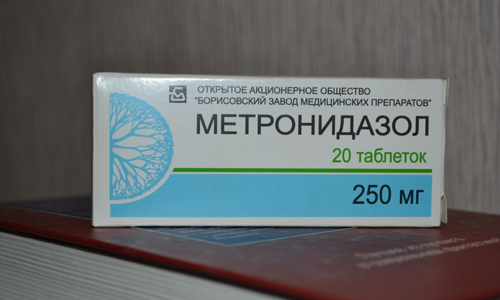 ОТКРЫТОЕ АКЦИОНЕРНОЕ ОБЩЕСТВО
"БОРИСОВСКИЙ ЗАВОД МЕДИЦИНСКИХ ПРЕПАРАТОВ"
МЕТРОНИДАЗОЛ
20 таблеток
250 мг